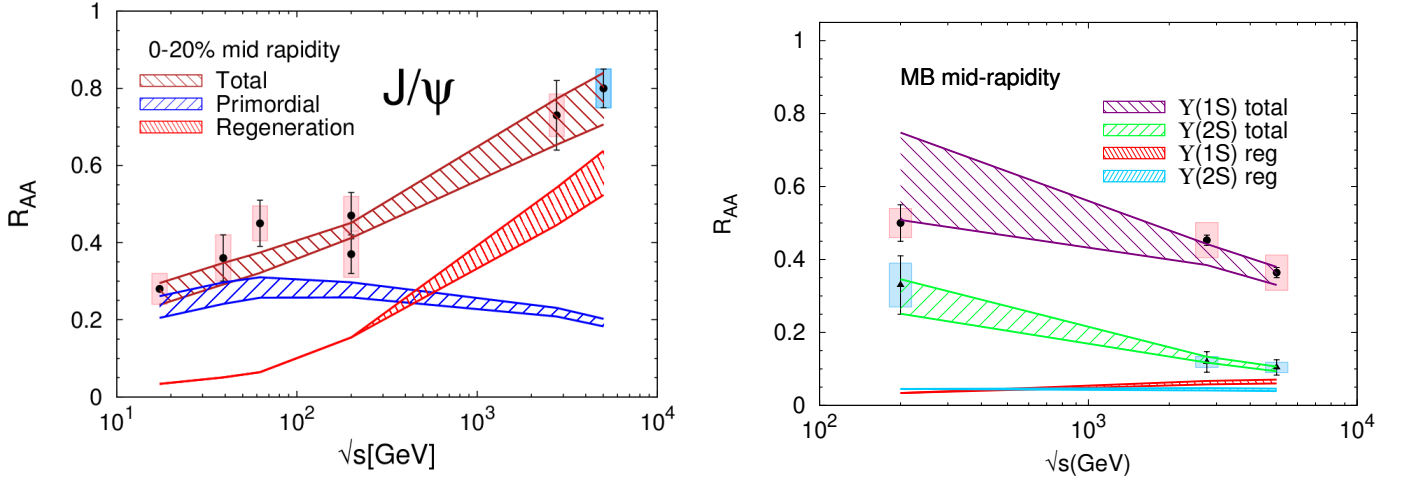 1
0.8
0.6
0.4
0.2
0
R_AA
0-20% mid rapidity
J/ψ
Total
Primordial
Regeneration
10^1 10^2 10^3 10^4
√s[GeV]
1
0.8
0.6
0.4
0.2
0
R_AA
MB mid-rapidity
Υ(1S) total
Υ(2S) total
Υ(1S) reg
Υ(2S) reg
10^2 10^3 10^4
√s(GeV)